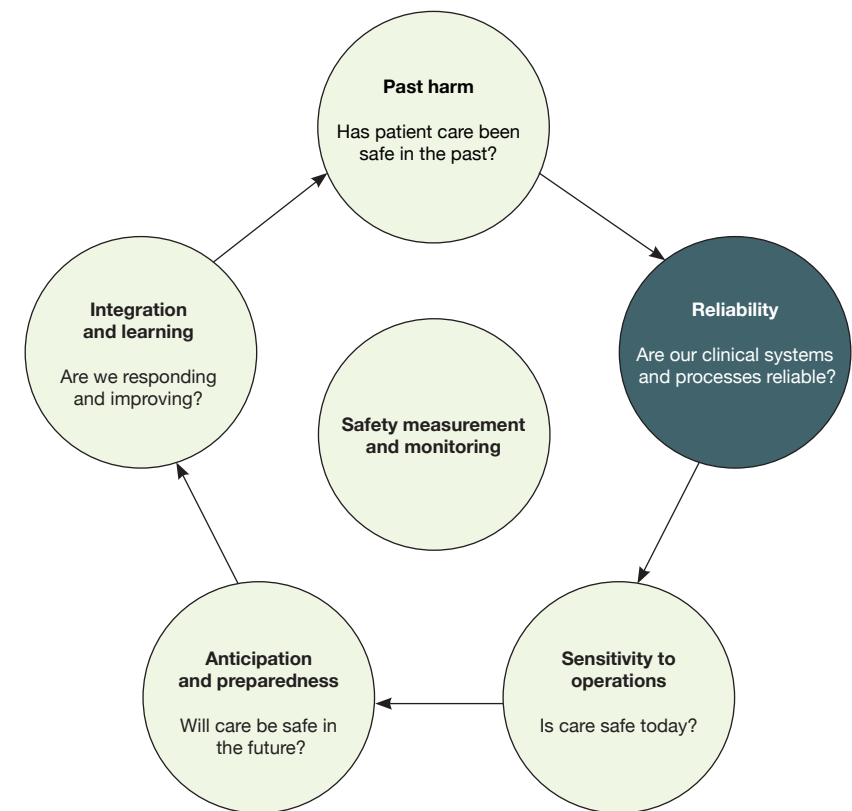 Past harm
Has patient care been
safe in the past?
Reliability
Are our clinical systems
and processes reliable?
Sensitivity to
operations
Is care safe today?
Anticipation
and preparedness
Will care be safe in
the future?
Integration
and learning
Are we responding
and improving?
Safety measurement
and monitoring